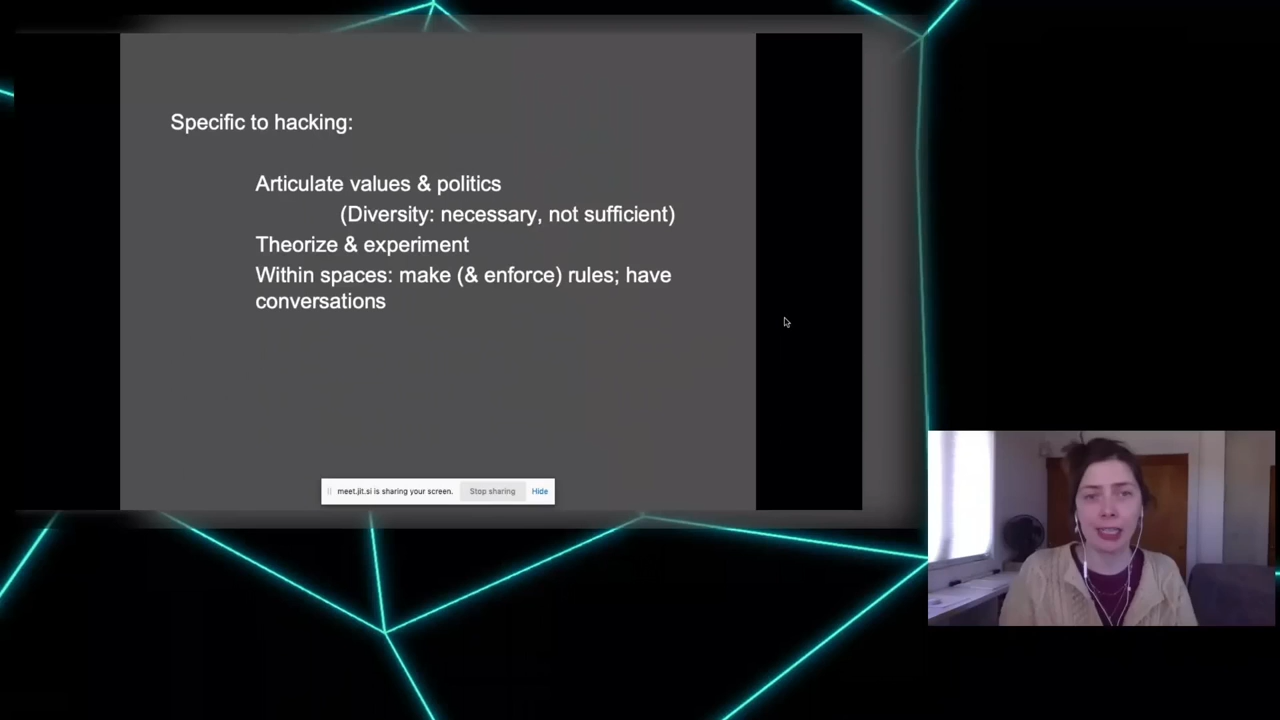 Specific to hacking:
Articulate values & politics
(Diversity: necessary, not sufficient)
Theorize & experiment
Within spaces: make (& enforce) rules; have
conversations
meet.jit.si is sharing your screen. Stop sharing Hide